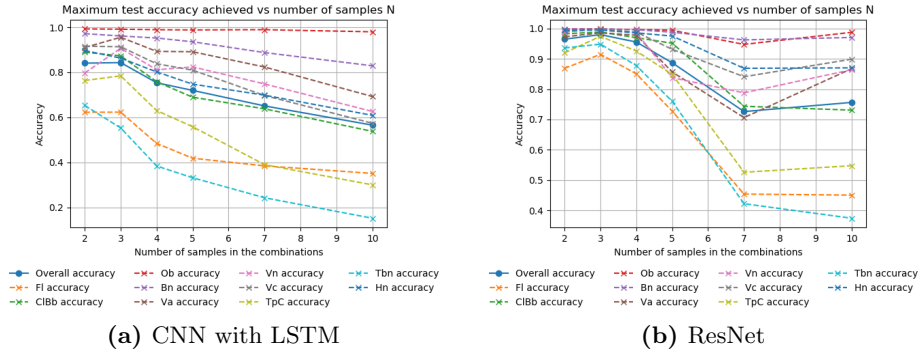 Maximum test accuracy achieved vs number of samples N
1.0
0.8
0.6
0.4
0.2
Accuracy
2 3 4 5 6 7 8 9 10
Number of samples in the combinations
Overall accuracy Ob accuracy Vn accuracy Tbn accuracy
Fl accuracy Bn accuracy Vc accuracy Hn accuracy
ClBb accuracy Va accuracy TpC accuracy
(a) CNN with LSTM
Maximum test accuracy achieved vs number of samples N
1.0
0.9
0.8
0.7
0.6
0.5
0.4
Accuracy
2 3 4 5 6 7 8 9 10
Number of samples in the combinations
Overall accuracy Ob accuracy Vn accuracy Tbn accuracy
Fl accuracy Bn accuracy Vc accuracy Hn accuracy
ClBb accuracy Va accuracy TpC accuracy
(b) ResNet